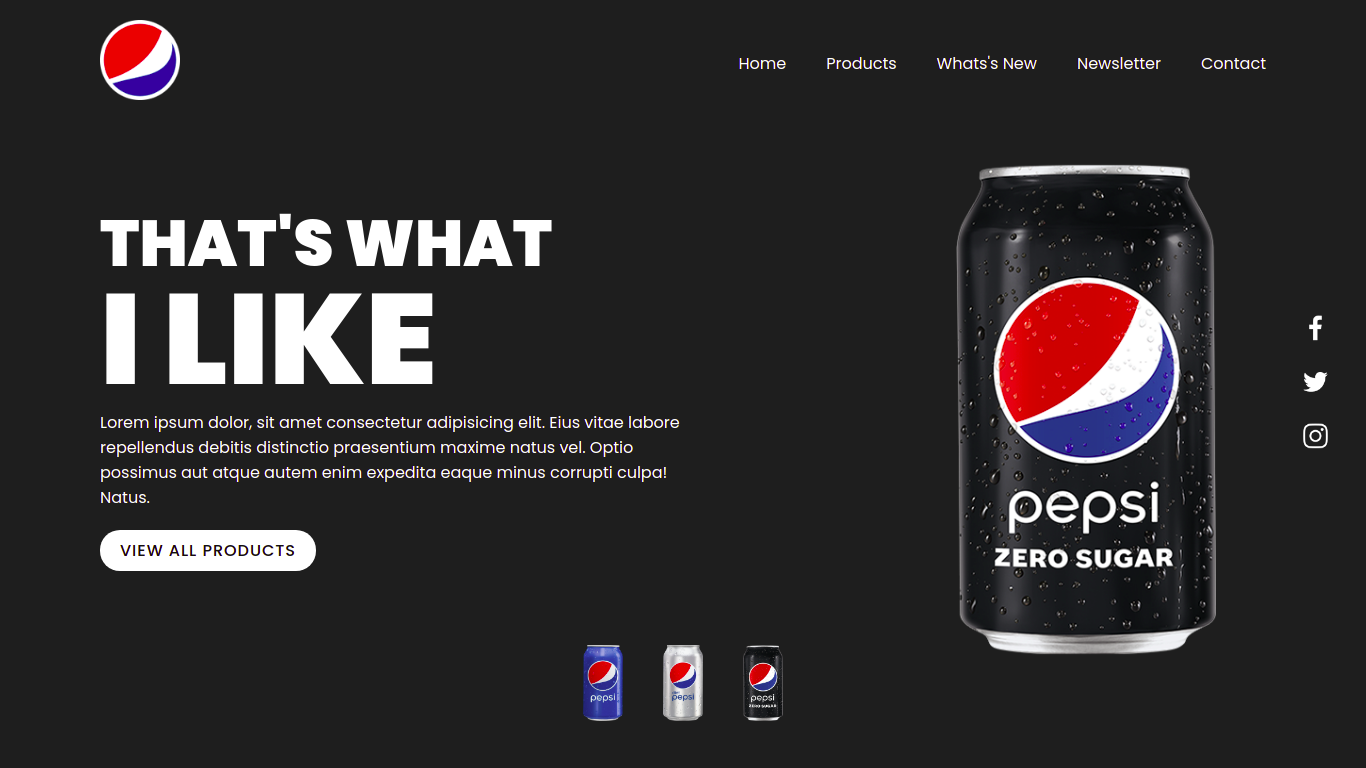 Home Products Whats's New Newsletter Contact
THAT'S WHAT
I LIKE
Lorem ipsum dolor, sit amet consectetur adipisicing elit. Eius vitae labore
repellendus debitis distinctio praesentium maxime natus vel. Optio
possimus aut atque autem enim expedita eaque minus corrupti culpa!
Natus.
VIEW ALL PRODUCTS
pepsi
ZERO SUGAR
pepsi
pepsi
pepsi
ZERO SUGAR